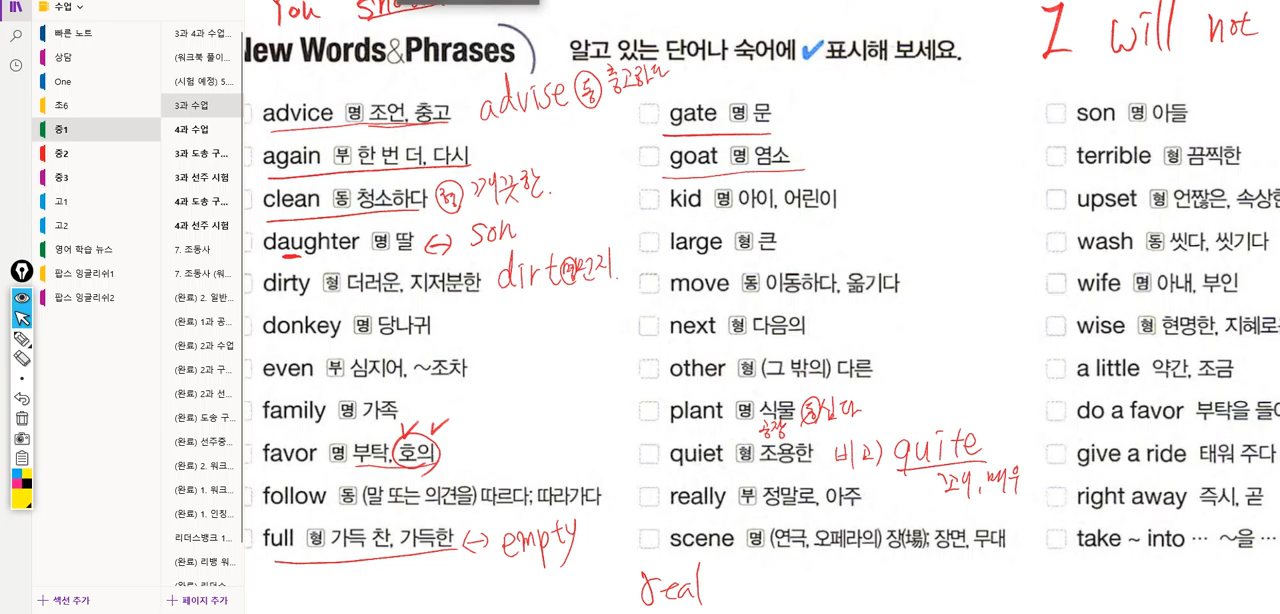 수업
빠른 노트
상담
One
초6
중1
중2
중3
고1
고2
영어 학습 뉴스
팝스 잉글리쉬1
팝스 잉글리쉬2
+ 섹션 추가
3과 4과 수업...
(워크북 풀이...
(시험 예정) 5....
3과 수업
4과 수업
3과 도송 구...
3과 선주 시험
4과 도송 구...
4과 선주 시험
7. 조동사
7. 조동사 (워...
(완료) 2. 일반...
(완료) 1과 공...
(완료) 2과 수업
(완료) 2과 구...
(완료) 2과 선...
(완료) 도송 구...
(완료) 선주중...
(완료) 2. 워크...
(완료) 1. 워크...
(완료) 1. 인칭...
리더스뱅크 1...
(완료) 리뱅 워...
(완료) 리더스
+ 페이지 추가
You
I will not
New Words&Phrases
알고 있는 단어나 숙어에 ✔표시해 보세요.
advice 명 조언, 충고 advise 동 충고하다
again 부 한 번 더, 다시
clean 동 청소하다 형 깨끗한.
daughter 명 딸 ↔ son
dirty 형 더러운, 지저분한 dirt 명 먼지.
donkey 명 당나귀
even 부 심지어, ~조차
family 명 가족
favor 명 부탁, 호의
follow 동 (말 또는 의견을) 따르다; 따라가다
full 형 가득 찬, 가득한 ↔ empty
gate 명 문
goat 명 염소
kid 명 아이, 어린이
large 형 큰
move 동 이동하다, 옮기다
next 형 다음의
other 형 (그 밖의) 다른
plant 명 식물 동 심다
공장
quiet 형 조용한 비교) quite
꽤, 매우
really 부 정말로, 아주
scene 명 (연극, 오페라의) 장(場); 장면, 무대
real
son 명 아들
terrible 형 끔찍한
upset 형 언짢은, 속상한
wash 동 씻다, 씻기다
wife 명 아내, 부인
wise 형 현명한, 지혜로운
a little 약간, 조금
do a favor 부탁을 들어
give a ride 태워 주다
right away 즉시, 곧
take ~ into … ~을 …